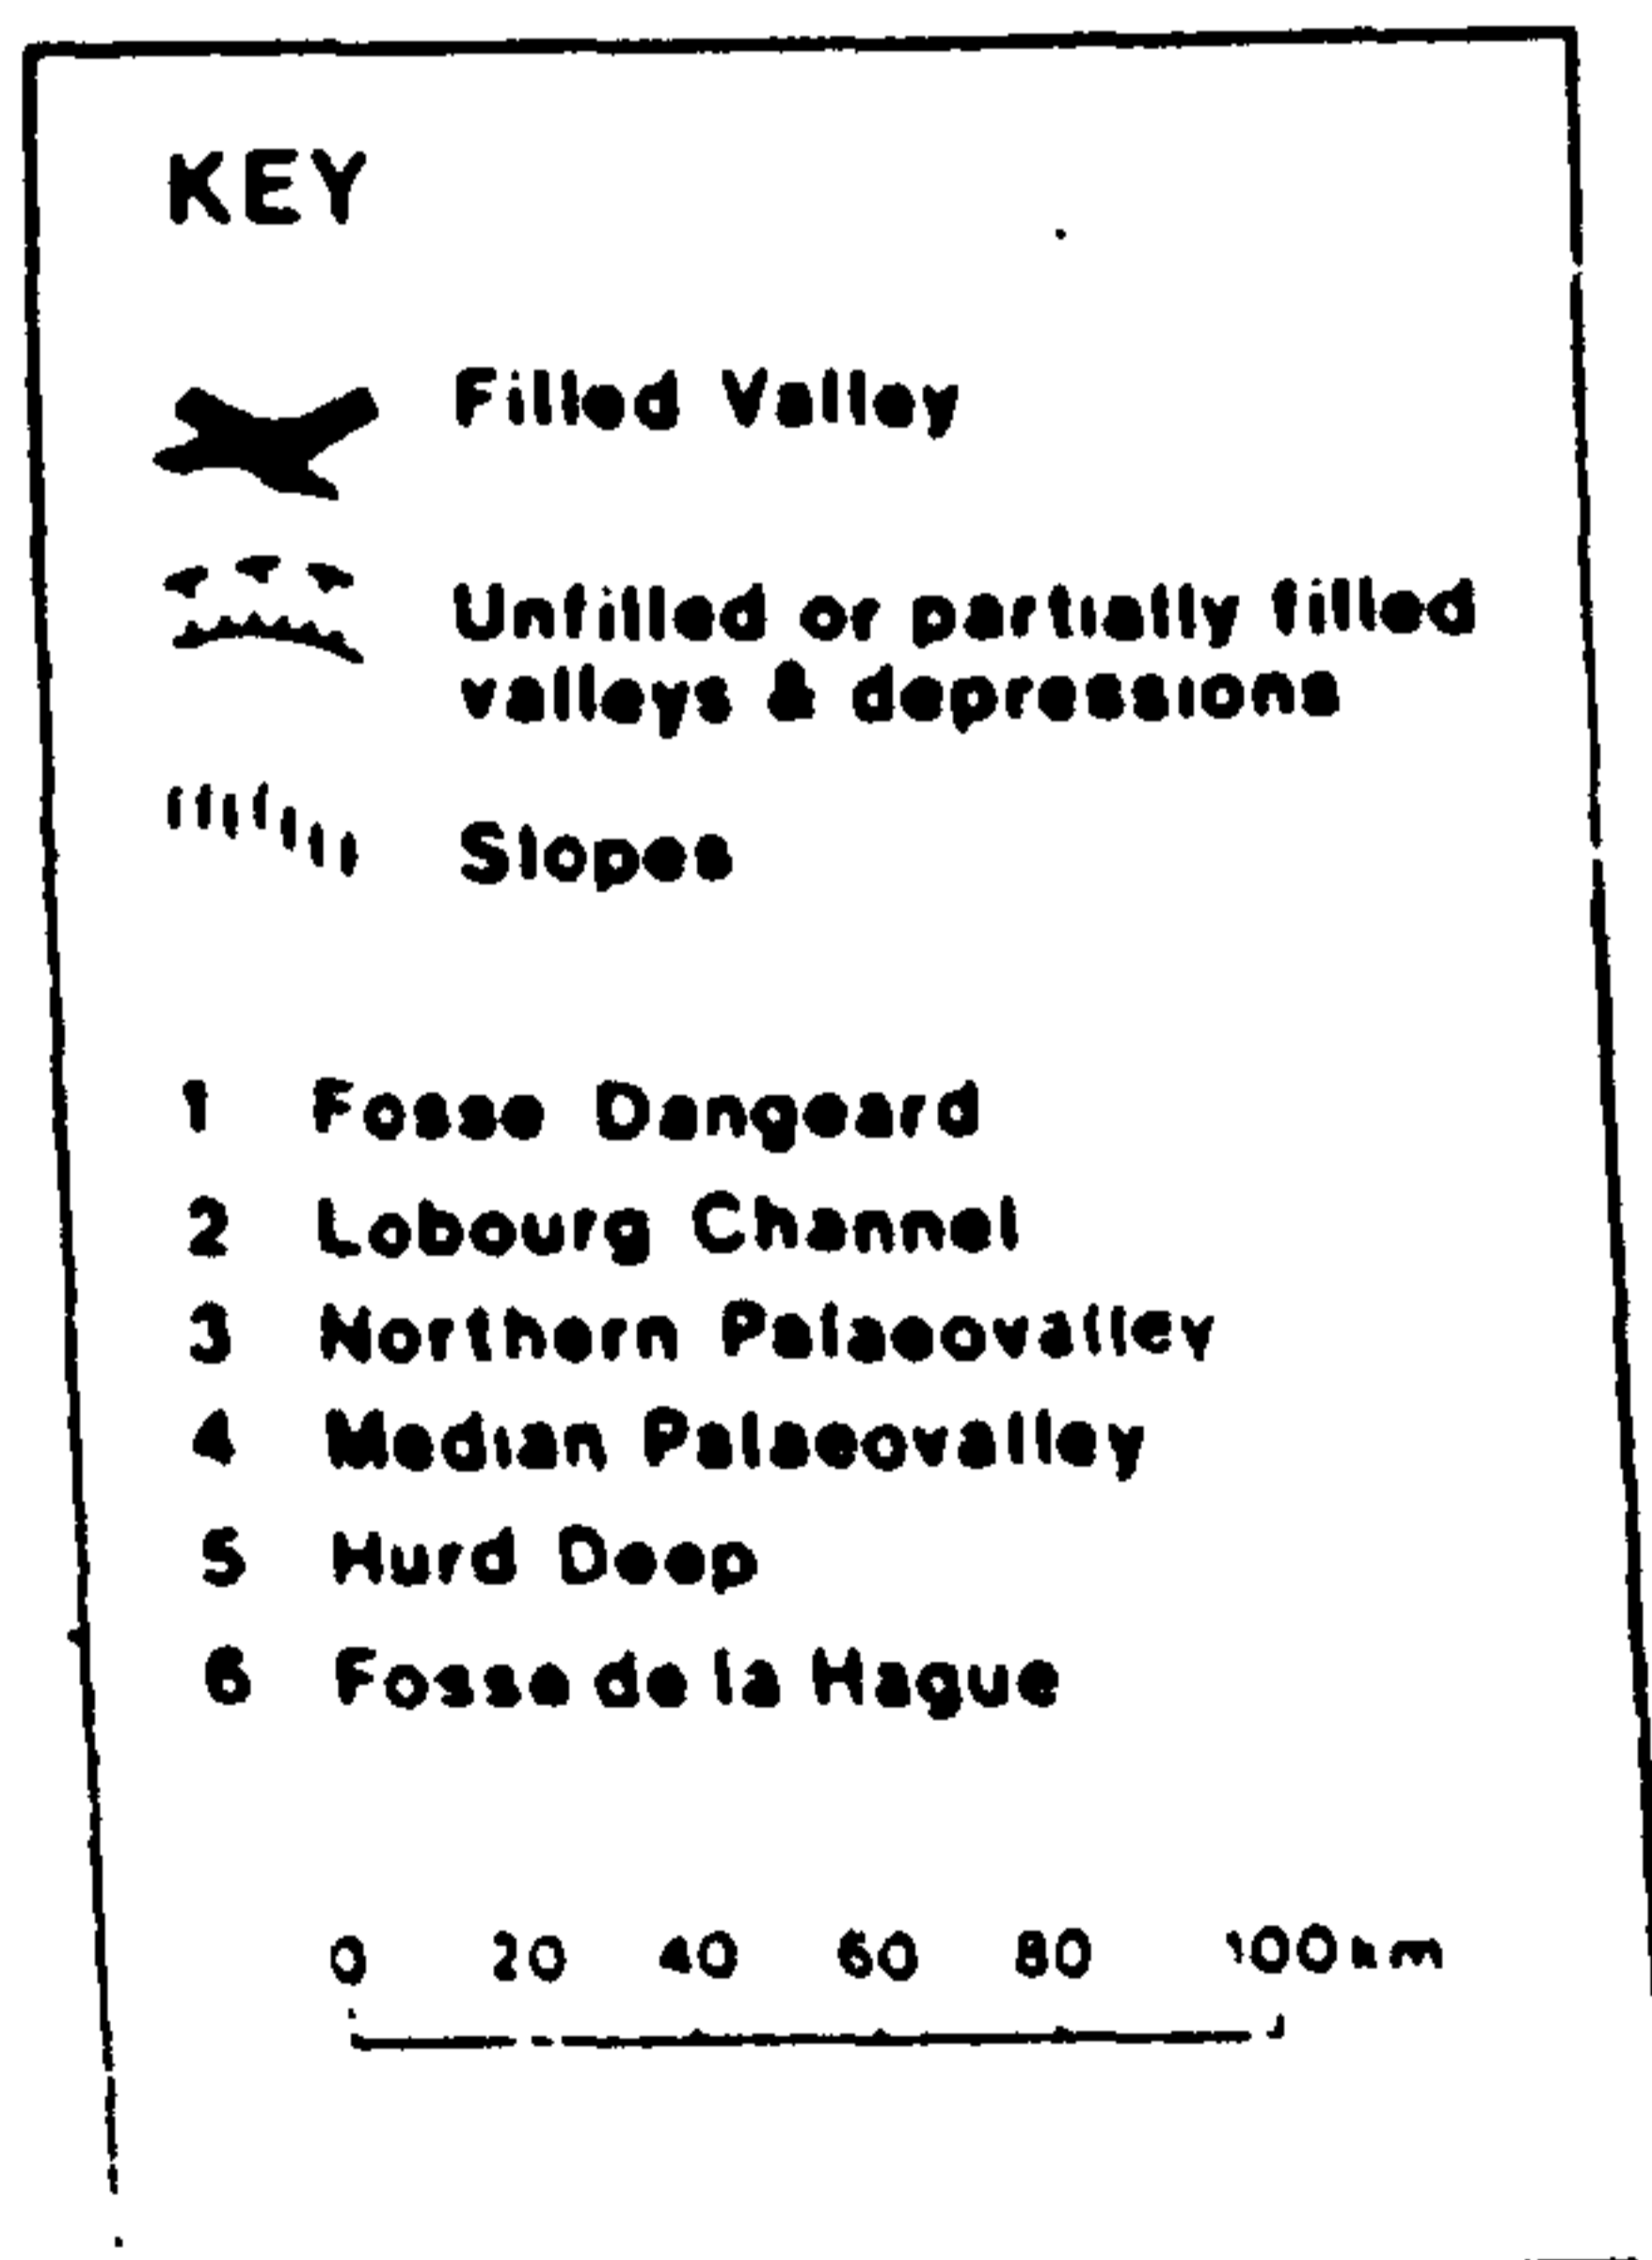 KEY
Filled Valley
Unfilled or partially filled
valleys & depressions
Slopes
1 Fosse Dangeard
2 Lobourg Channel
3 Northern Palaeovalley
4 Median Palaeovalley
5 Hurd Deep
6 Fosse de la Hague
0 20 40 60 80 100km